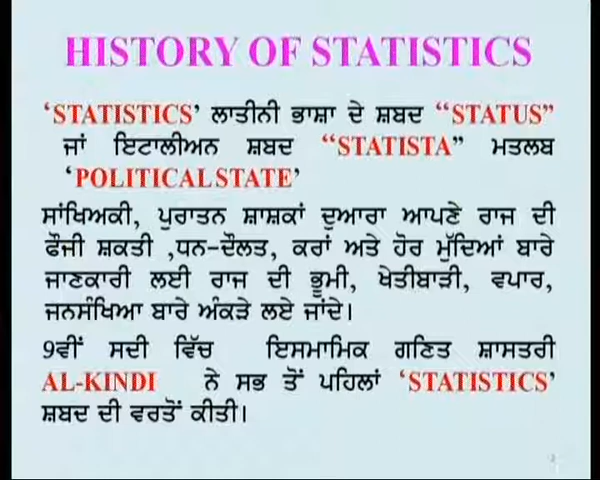 HISTORY OF STATISTICS
‘STATISTICS’ ਲਾਤੀਨੀ ਭਾਸ਼ਾ ਦੇ ਸ਼ਬਦ “STATUS”
ਜਾਂ ਇਟਾਲੀਅਨ ਸ਼ਬਦ “STATISTA” ਮਤਲਬ
‘POLITICAL STATE’
ਸਾਂਖਿਅਕੀ, ਪੁਰਾਤਨ ਸ਼ਾਸ਼ਕਾਂ ਦੁਆਰਾ ਆਪਣੇ ਰਾਜ ਦੀ
ਫੌਜੀ ਸ਼ਕਤੀ ,ਧਨ-ਦੌਲਤ, ਕਰਾਂ ਅਤੇ ਹੋਰ ਮੁੱਦਿਆਂ ਬਾਰੇ
ਜਾਣਕਾਰੀ ਲਈ ਰਾਜ ਦੀ ਭੂਮੀ, ਖੇਤੀਬਾੜੀ, ਵਪਾਰ,
ਜਨਸੰਖਿਆ ਬਾਰੇ ਅੰਕੜੇ ਲਏ ਜਾਂਦੇ।
9ਵੀਂ ਸਦੀ ਵਿੱਚ ਇਸਮਾਮਿਕ ਗਣਿਤ ਸ਼ਾਸਤਰੀ
AL-KINDI ਨੇ ਸਭ ਤੋਂ ਪਹਿਲਾਂ ‘STATISTICS’
ਸ਼ਬਦ ਦੀ ਵਰਤੋਂ ਕੀਤੀ।
2